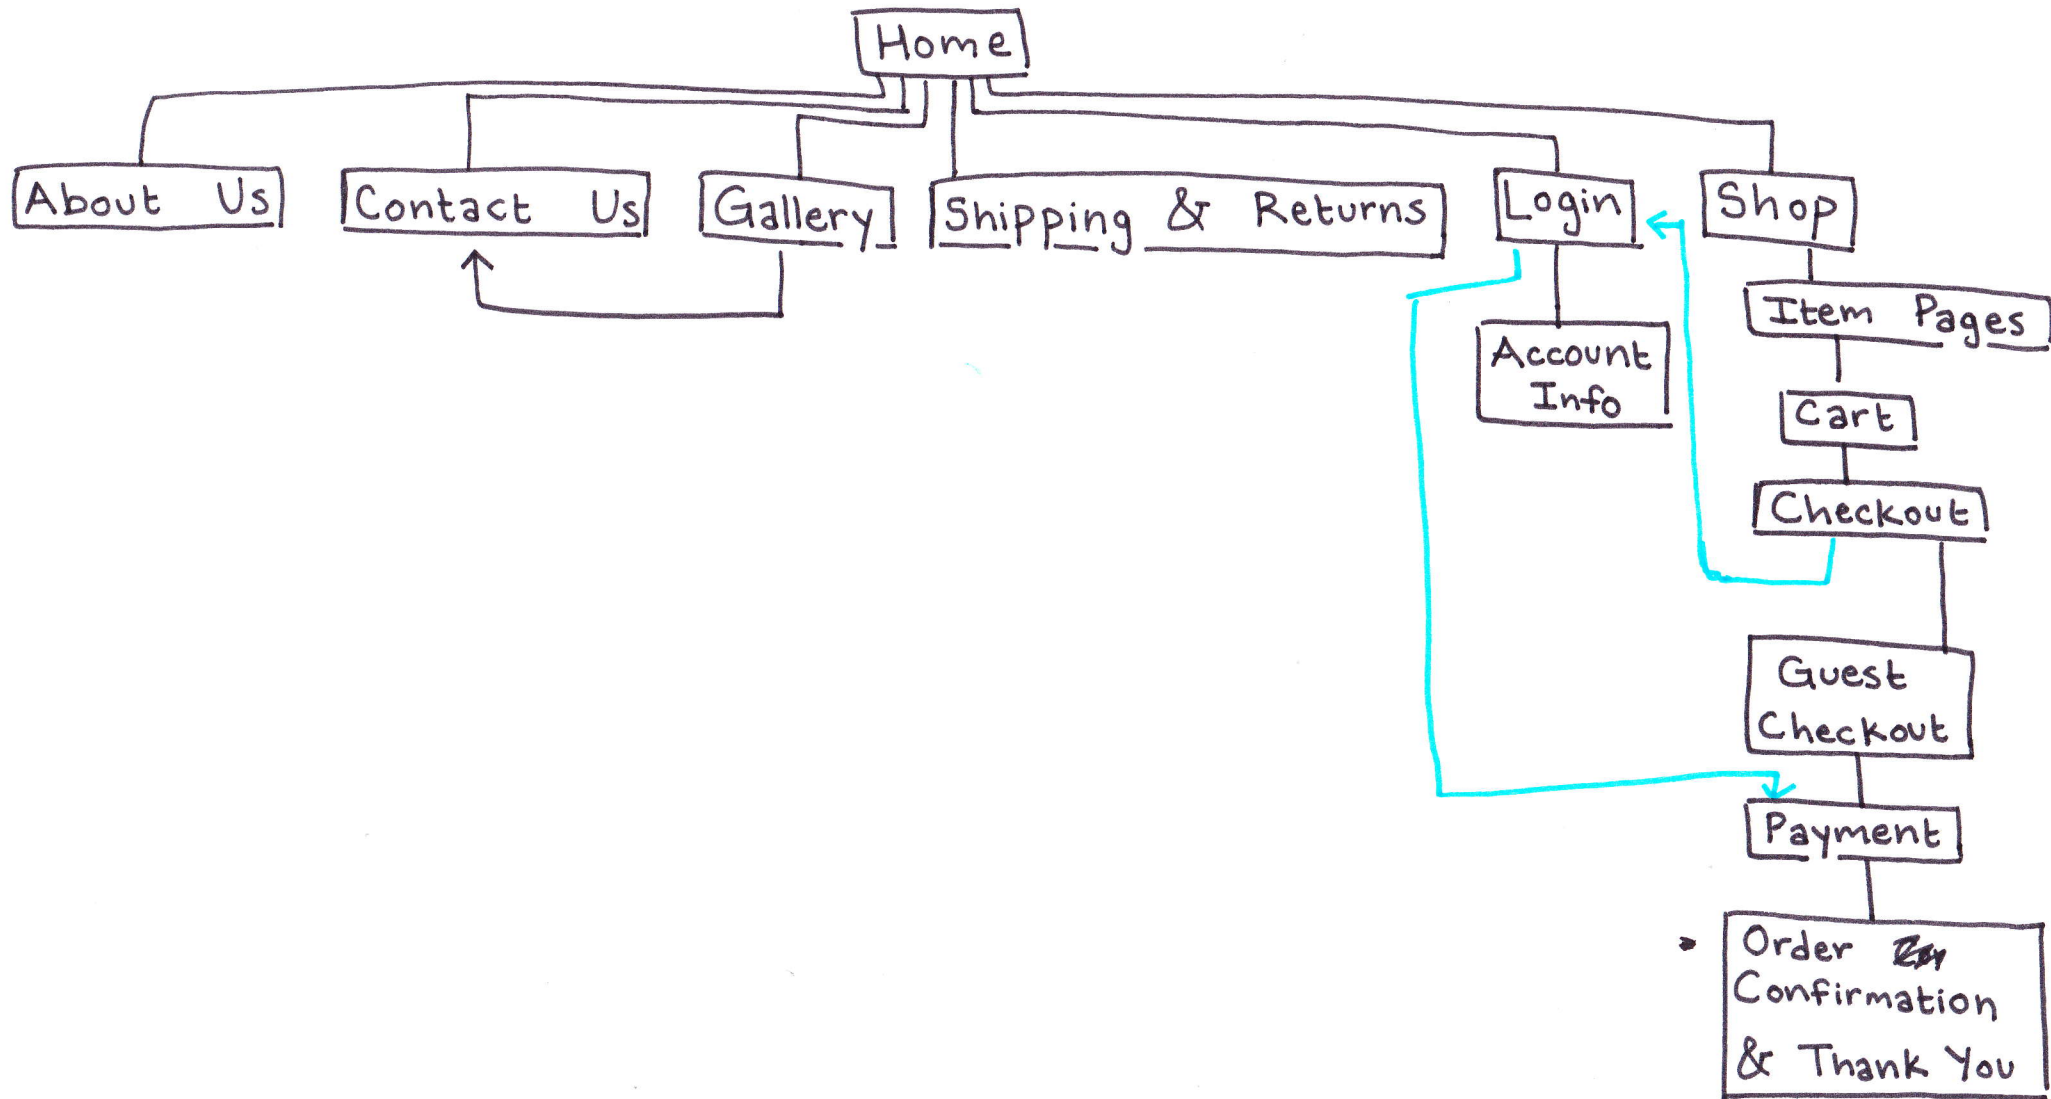 Home
About Us
Contact Us
Gallery
Shipping & Returns
Login
Shop
Item Pages
Account
Info
Cart
Checkout
Guest
Checkout
Payment
Order
Confirmation
& Thank You